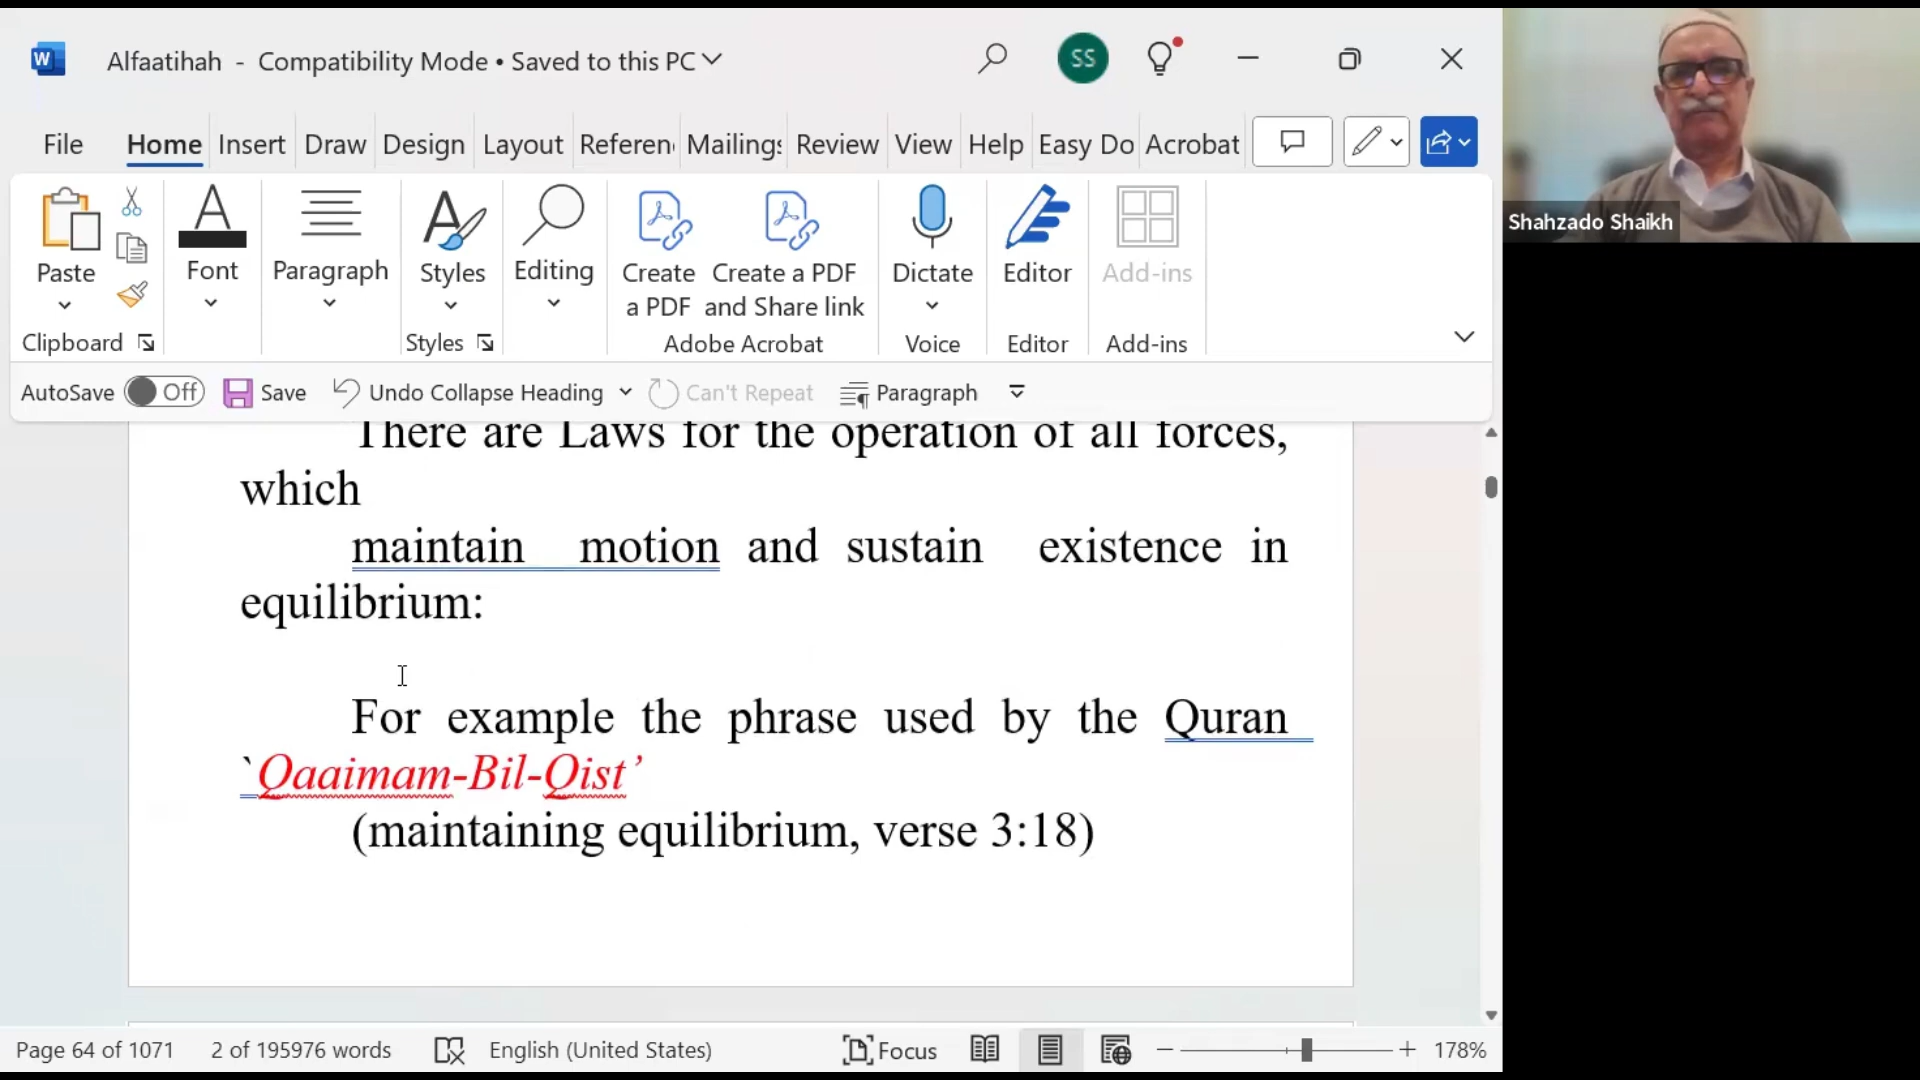 W Alfaatihah - Compatibility Mode • Saved to this PC
SS
File Home Insert Draw Design Layout Referen Mailings Review View Help Easy Do Acrobat
Paste Font Paragraph Styles Editing Create a PDF Create a PDF and Share link Dictate Editor Add-ins
Clipboard Styles Adobe Acrobat Voice Editor Add-ins
AutoSave Off Save Undo Collapse Heading Can't Repeat Paragraph
There are Laws for the operation of all forces,
which
maintain motion and sustain existence in
equilibrium:
For example the phrase used by the Quran
`Qaaimam-Bil-Qist’
(maintaining equilibrium, verse 3:18)
Page 64 of 1071 2 of 195976 words English (United States) Focus 178%
Shahzado Shaikh